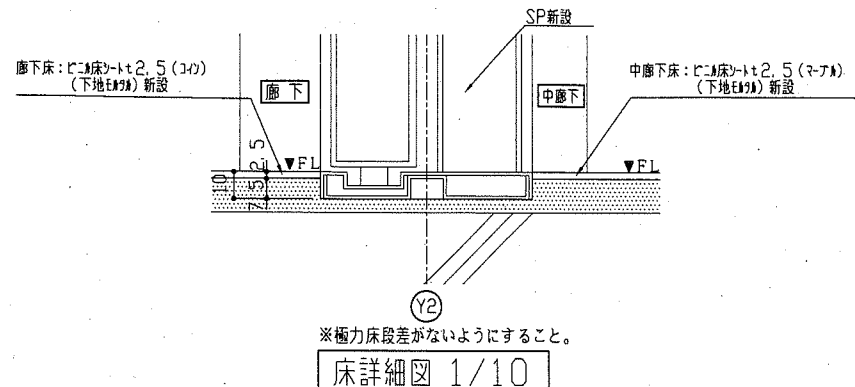 SP新設
廊下床：ビニル床シートt2.5(コイン)
(下地モルタル)新設
廊 下
中廊下
中廊下床：ビニル床シートt2.5(マーブル)
(下地モルタル)新設
▼FL
▼FL
2.5
10
7.5
Y2
※極力床段差がないようにすること。
床詳細図 1/10